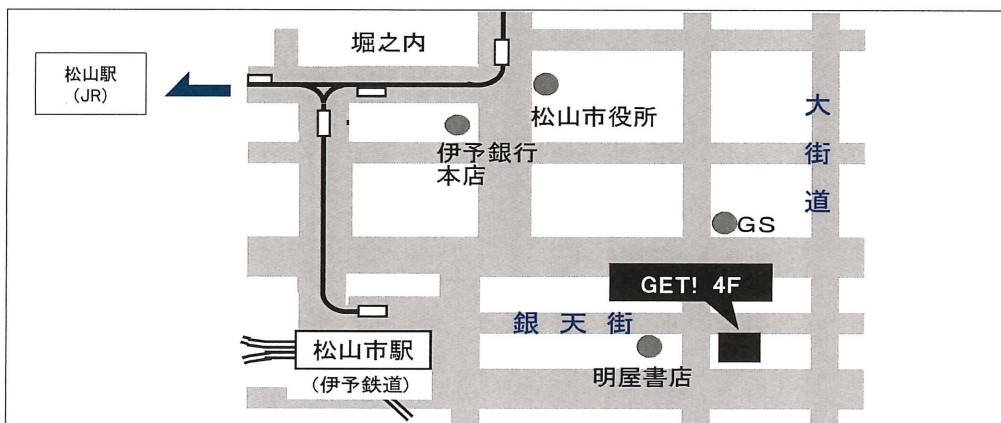 堀之内
松山駅
(JR)
松山市役所
伊予銀行
本店
大街道
GS
GET! 4F
銀天街
松山市駅
(伊予鉄道)
明屋書店